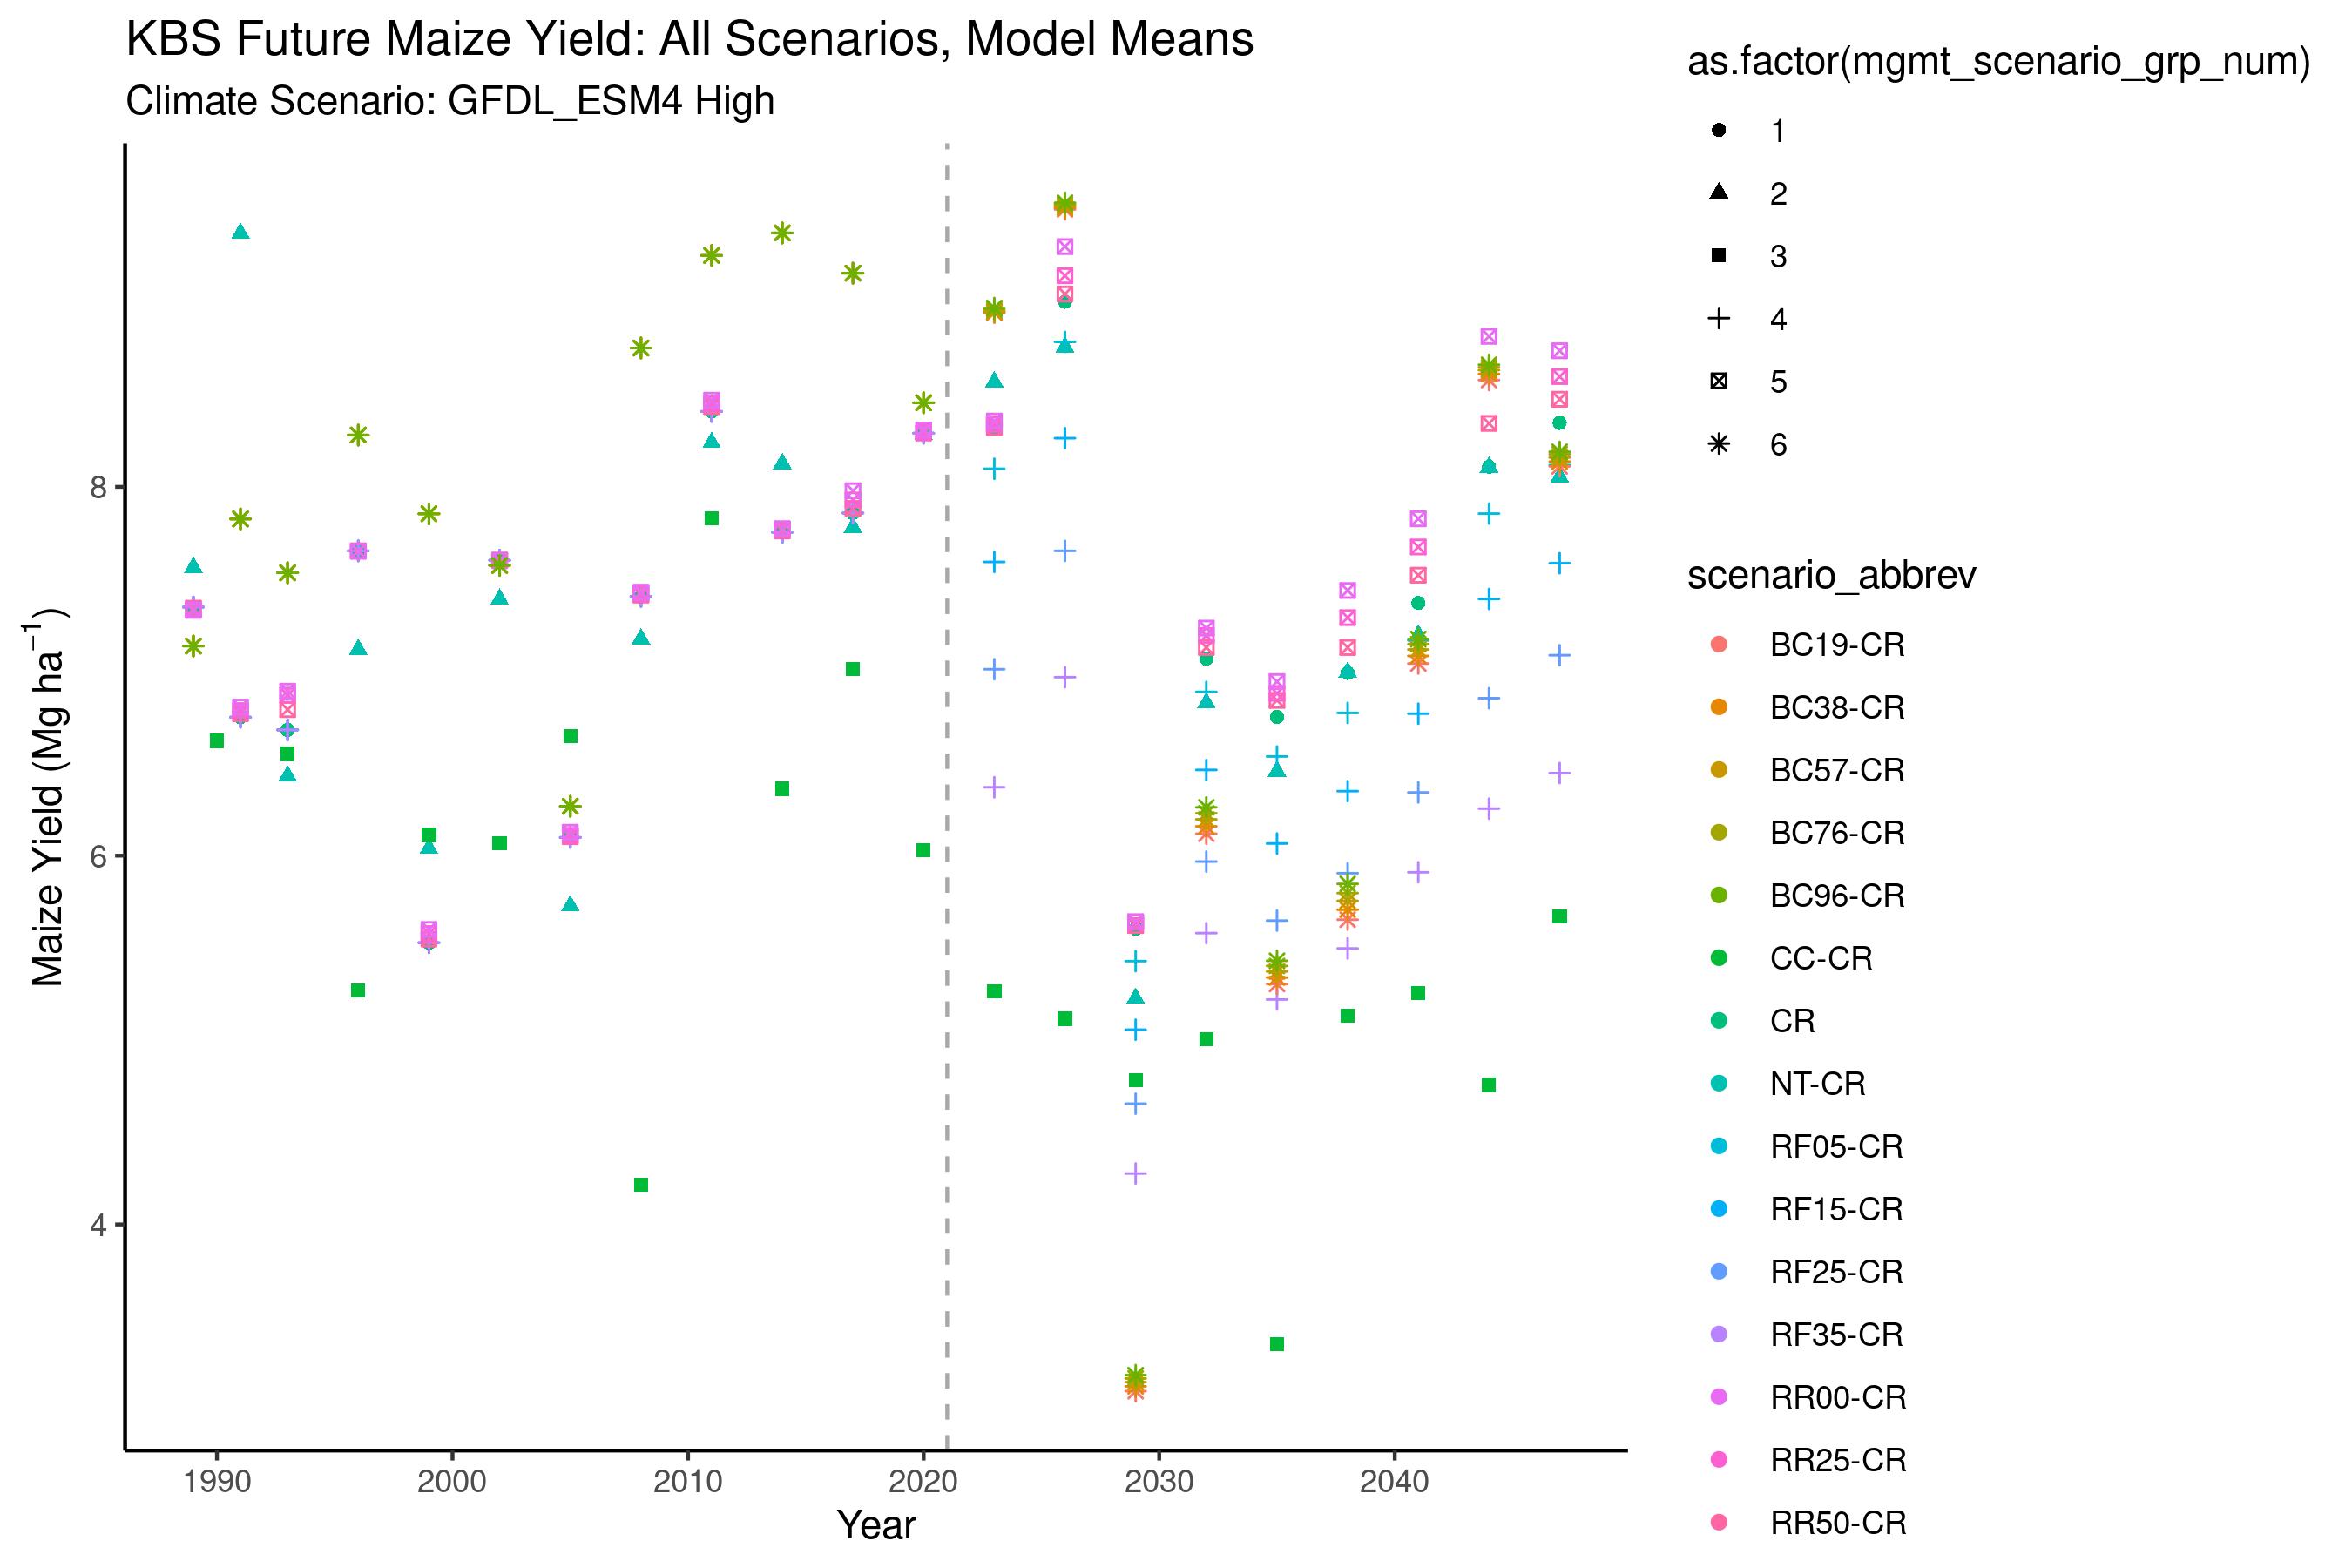 KBS Future Maize Yield: All Scenarios, Model Means
Climate Scenario: GFDL_ESM4 High
Maize Yield (Mg ha⁻¹)
8
6
4
1990
2000
2010
2020
2030
2040
Year
as.factor(mgmt_scenario_grp_num)
1
2
3
4
5
6
scenario_abbrev
BC19-CR
BC38-CR
BC57-CR
BC76-CR
BC96-CR
CC-CR
CR
NT-CR
RF05-CR
RF15-CR
RF25-CR
RF35-CR
RR00-CR
RR25-CR
RR50-CR